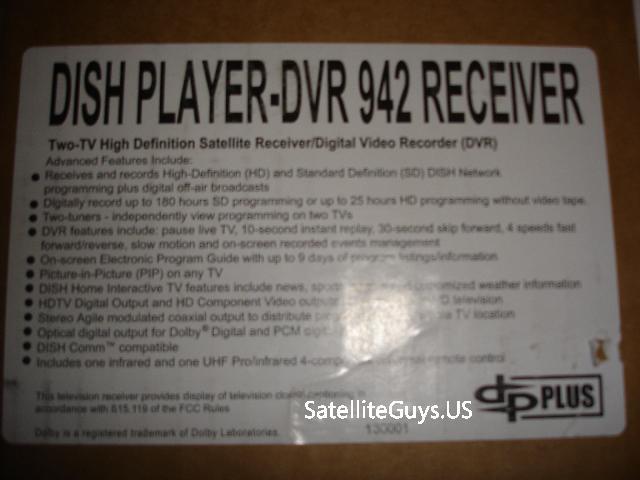 DISH PLAYER-DVR 942 RECEIVER
Two-TV High Definition Satellite Receiver/Digital Video Recorder (DVR)
Advanced Features Include:
• Receives and records High-Definition (HD) and Standard Definition (SD) DISH Network
programming plus digital off-air broadcasts
• Digitally record up to 180 hours SD programming or up to 25 hours HD programming without video tape.
• Two-tuners - independently view programming on two TVs
• DVR features include: pause live TV, 10-second instant replay, 30-second skip forward, 4 speeds fast
forward/reverse, slow motion and on-screen recorded events management
• On-screen Electronic Program Guide with up to 9 days of program listings/information
• Picture-in-Picture (PIP) on any TV
• DISH Home Interactive TV features include news, customized weather information
• HDTV Digital Output and HD Component Video television
• Stereo Agile modulated coaxial output to distribute TV location
• Optical digital output for Dolby® Digital and PCM
• DISH Comm™ compatible
• Includes one infrared and one UHF Pro/infrared remote control
This television receiver provides display of television closed captioning in
accordance with §15.119 of the FCC Rules
SatelliteGuys.US
Dolby is a registered trademark of Dolby Laboratories.
130001
dp PLUS